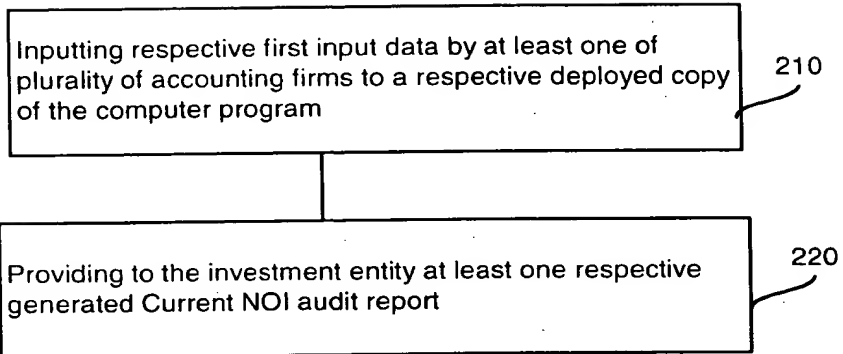 Inputting respective first input data by at least one of
plurality of accounting firms to a respective deployed copy
of the computer program
210
Providing to the investment entity at least one respective
generated Current NOI audit report
220